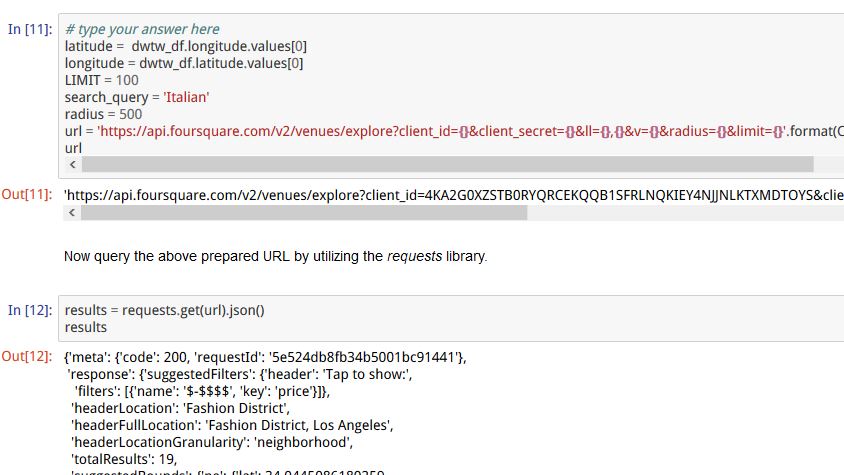 In [11]:
# type your answer here
latitude =  dwtw_df.longitude.values[0]
longitude = dwtw_df.latitude.values[0]
LIMIT = 100
search_query = 'Italian'
radius = 500
url = 'https://api.foursquare.com/v2/venues/explore?client_id={}&client_secret={}&ll={},{}&v={}&radius={}&limit={}'.format(C
url
Out[11]:
'https://api.foursquare.com/v2/venues/explore?client_id=4KA2G0XZSTB0RYQRCEKQQB1SFRLNQKIEY4NJJNLKTXMDTOYS&clie
Now query the above prepared URL by utilizing the requests library.
In [12]:
results = requests.get(url).json()
results
Out[12]:
{'meta': {'code': 200, 'requestId': '5e524db8fb34b5001bc91441'},
'response': {'suggestedFilters': {'header': 'Tap to show:',
'filters': [{'name': '$-$$$$', 'key': 'price'}]},
'headerLocation': 'Fashion District',
'headerFullLocation': 'Fashion District, Los Angeles',
'headerLocationGranularity': 'neighborhood',
'totalResults': 19,